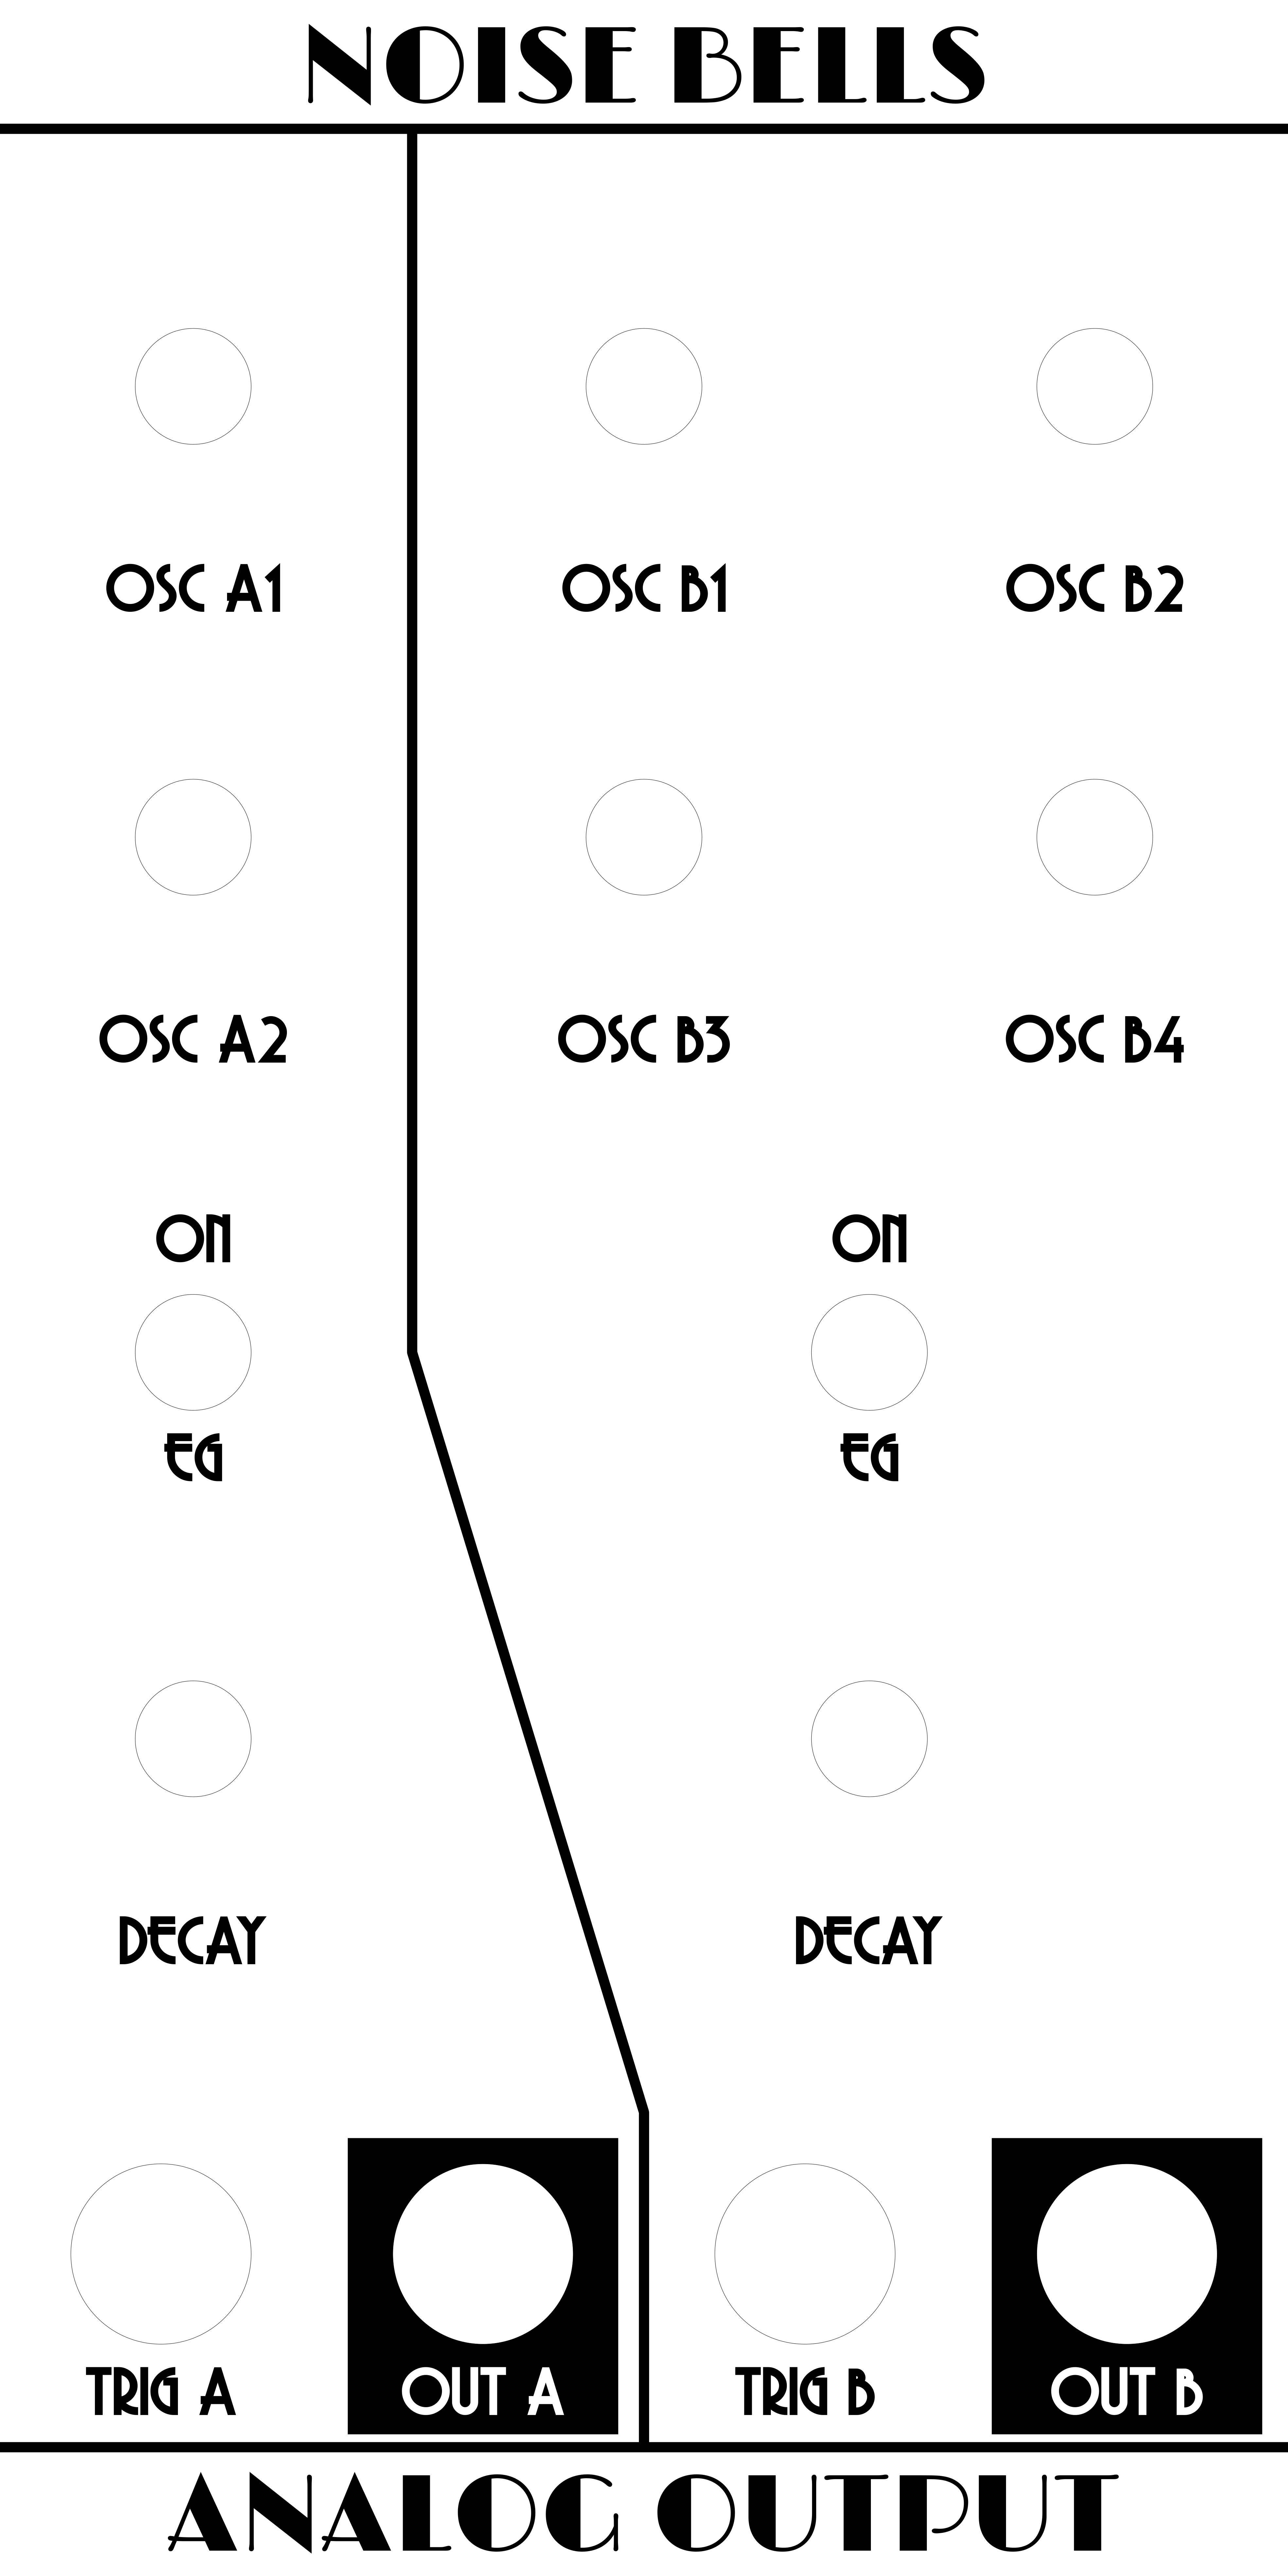 NOISE BELLS
OSC A1
OSC B1
OSC B2
OSC A2
OSC B3
OSC B4
ON
ON
EG
EG
DECAY
DECAY
TRIG A
OUT A
TRIG B
OUT B
ANALOG OUTPUT